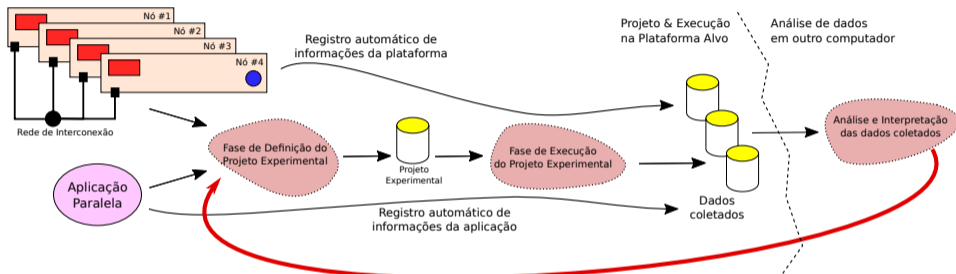 Nó #1
Nó #2
Nó #3
Nó #4
Rede de Interconexão
Aplicação
Paralela
Registro automático de
informações da plataforma
Fase de Definição do
Projeto Experimental
Projeto
Experimental
Fase de Execução
do Projeto Experimental
Registro automático de
informações da aplicação
Projeto & Execução
na Plataforma Alvo
Dados
coletados
Análise de dados
em outro computador
Análise e Interpretação
das dados coletados